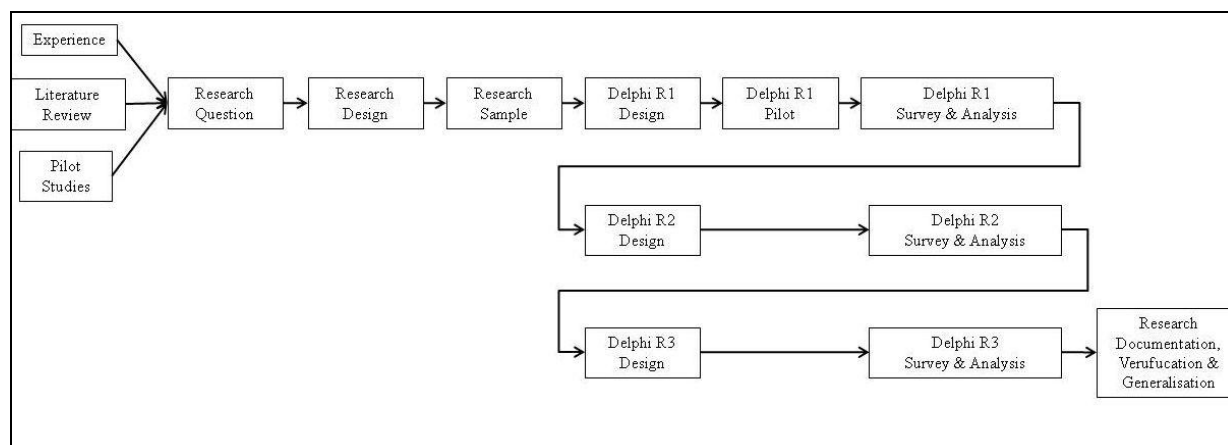 Experience
Literature
Review
Pilot
Studies
Research
Question
Research
Design
Research
Sample
Delphi R1
Design
Delphi R1
Pilot
Delphi R1
Survey & Analysis
Delphi R2
Design
Delphi R2
Survey & Analysis
Delphi R3
Design
Delphi R3
Survey & Analysis
Research
Documentation,
Verufucation &
Generalisation